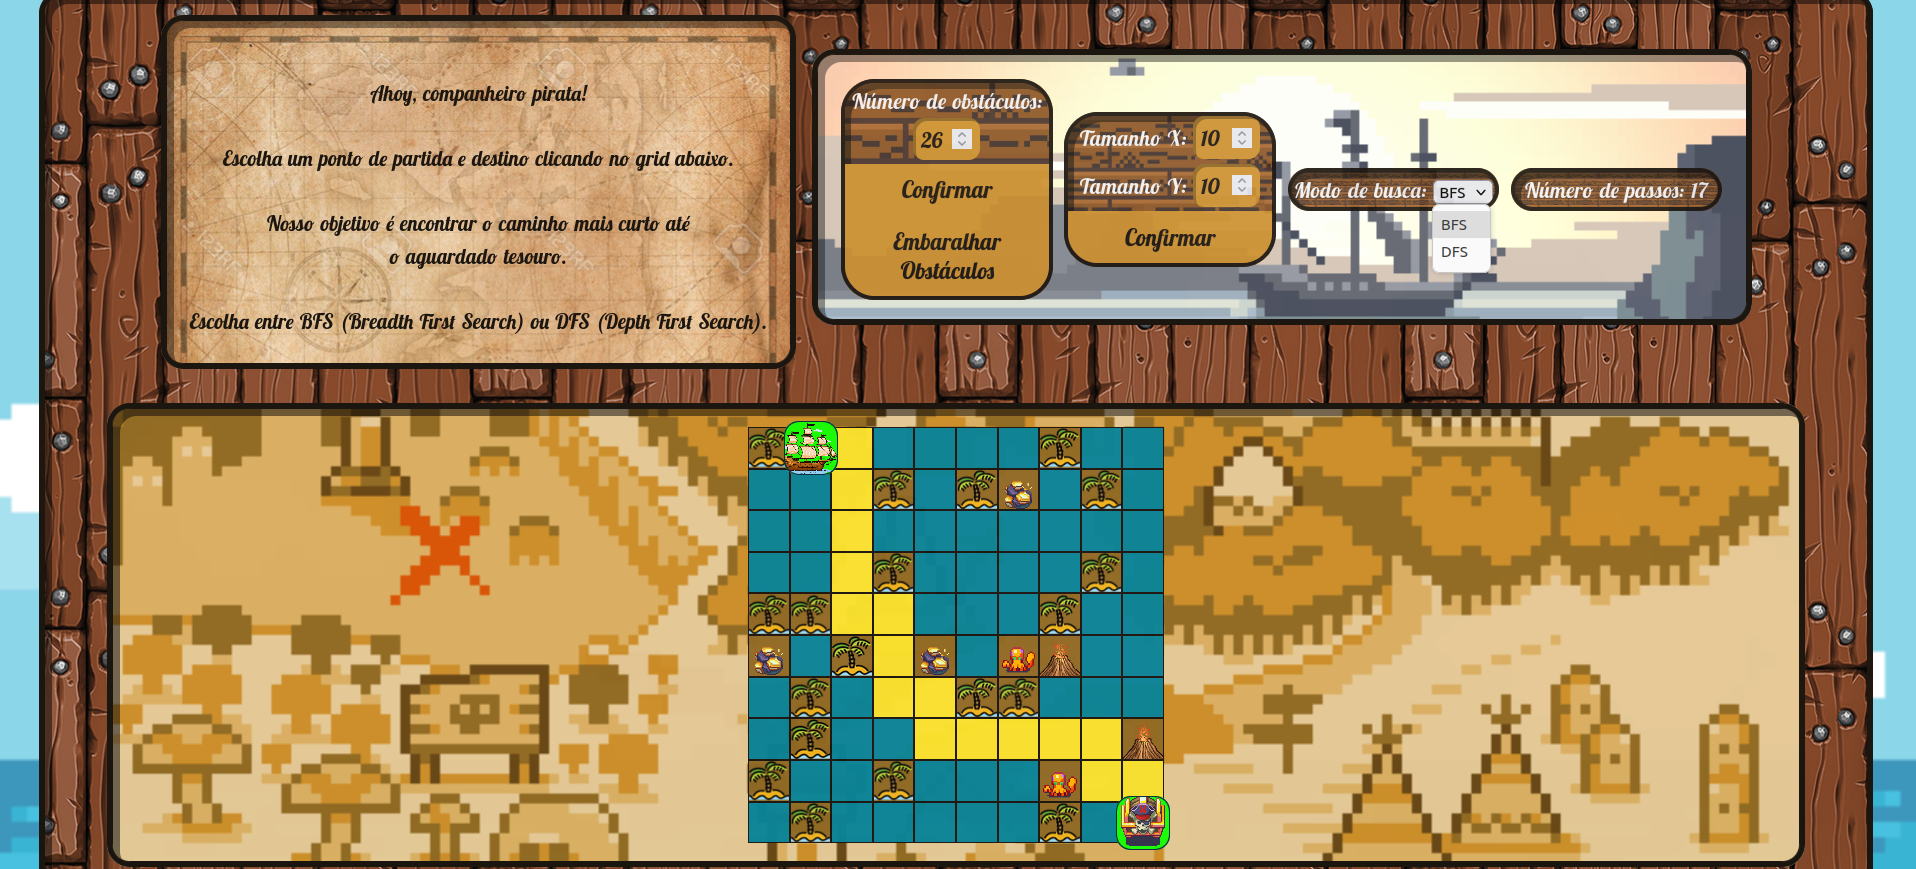 Ahoy, companheiro pirata!
Escolha um ponto de partida e destino clicando no grid abaixo.
Nosso objetivo é encontrar o caminho mais curto até
o aguardado tesouro.
Escolha entre BFS (Breadth First Search) ou DFS (Depth First Search).
Número de obstáculos:
26
Confirmar
Embaralhar
Obstáculos
Tamanho X: 10
Tamanho Y: 10
Confirmar
Modo de busca: BFS
BFS
DFS
Número de passos: 17